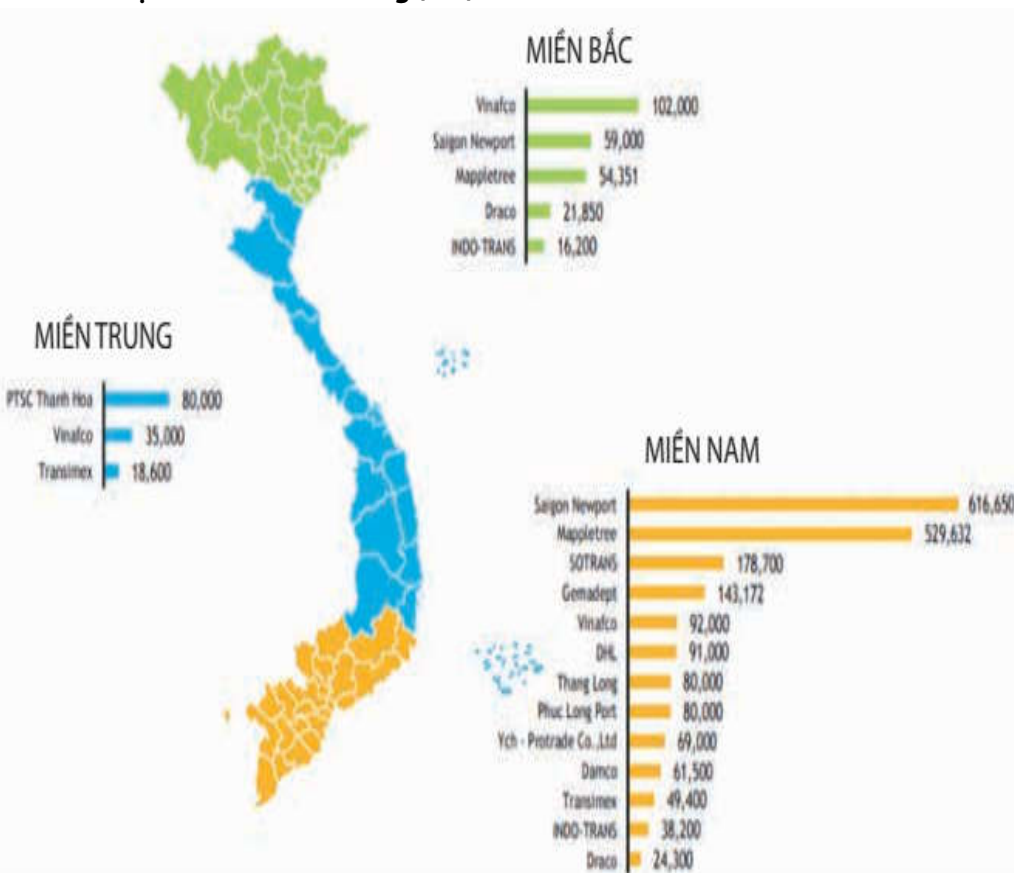 MIỀN BẮC
Vinafco 102,000
Saigon Newport 59,000
Mappletree 54,351
Draco 21,850
INDO-TRANS 16,200
MIỀN TRUNG
PTSC Thanh Hoa 80,000
Vinafco 35,000
Transimex 18,600
MIỀN NAM
Saigon Newport 616,650
Mappletree 529,632
SOTRANS 178,700
Gemadept 143,172
Vinafco 92,000
DHL 91,000
Thang Long 80,000
Phuc Long Port 80,000
Ych - Protrade Co.,Ltd 69,000
Damco 61,500
Transimex 49,400
INDO-TRANS 38,200
Draco 24,300